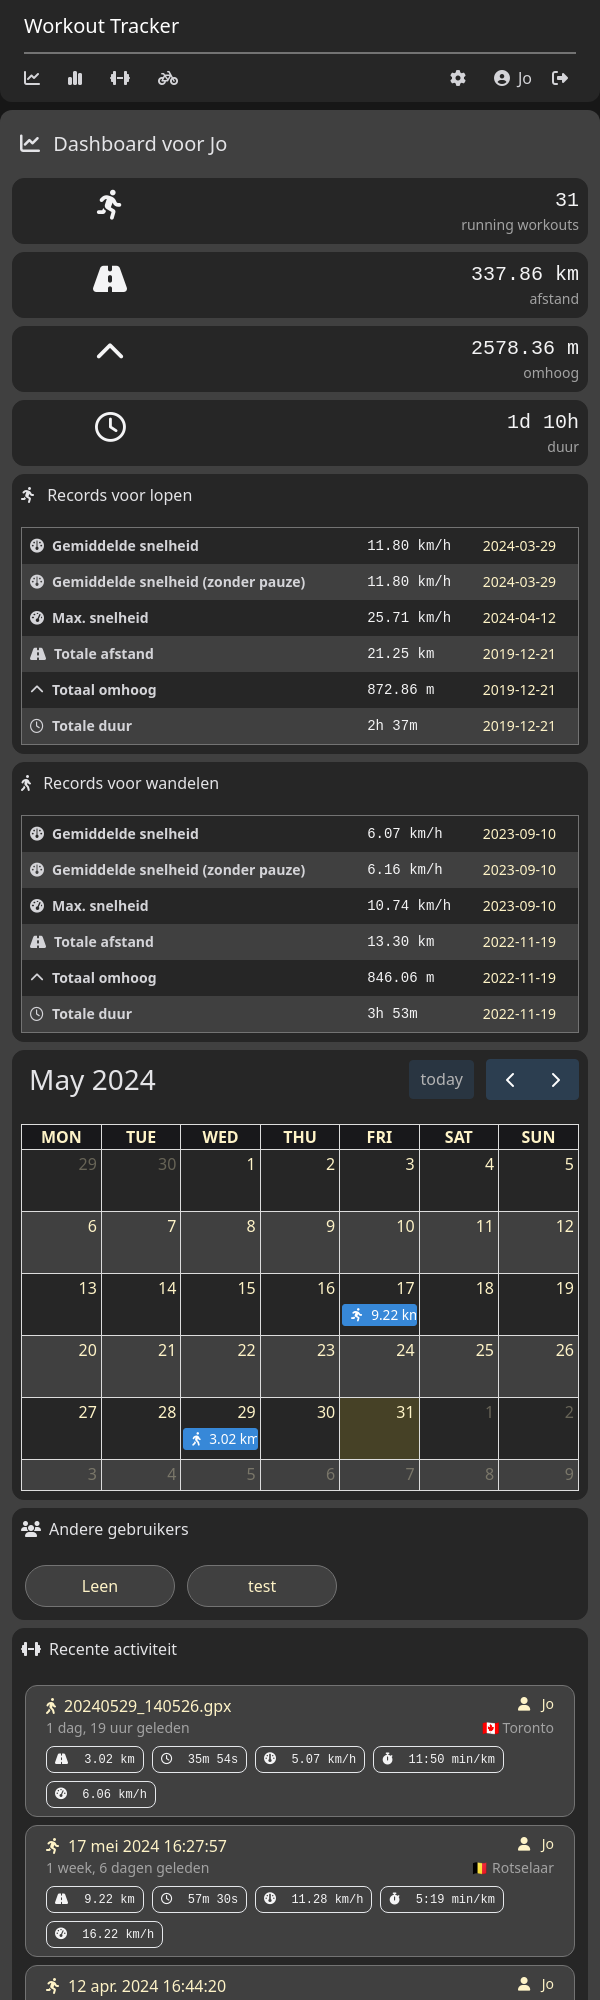 Workout Tracker
Jo
Dashboard voor Jo
31
running workouts
337.86 km
afstand
2578.36 m
omhoog
1d 10h
duur
Records voor lopen
Gemiddelde snelheid 11.80 km/h 2024-03-29
Gemiddelde snelheid (zonder pauze) 11.80 km/h 2024-03-29
Max. snelheid 25.71 km/h 2024-04-12
Totale afstand 21.25 km 2019-12-21
Totaal omhoog 872.86 m 2019-12-21
Totale duur 2h 37m 2019-12-21
Records voor wandelen
Gemiddelde snelheid 6.07 km/h 2023-09-10
Gemiddelde snelheid (zonder pauze) 6.16 km/h 2023-09-10
Max. snelheid 10.74 km/h 2023-09-10
Totale afstand 13.30 km 2022-11-19
Totaal omhoog 846.06 m 2022-11-19
Totale duur 3h 53m 2022-11-19
May 2024 today
MON TUE WED THU FRI SAT SUN
29 30 1 2 3 4 5
6 7 8 9 10 11 12
13 14 15 16 17 18 19
9.22 km
20 21 22 23 24 25 26
27 28 29 30 31 1 2
3.02 km
3 4 5 6 7 8 9
Andere gebruikers
Leen test
Recente activiteit
20240529_140526.gpx Jo
1 dag, 19 uur geleden Toronto
3.02 km 35m 54s 5.07 km/h 11:50 min/km
6.06 km/h
17 mei 2024 16:27:57 Jo
1 week, 6 dagen geleden Rotselaar
9.22 km 57m 30s 11.28 km/h 5:19 min/km
16.22 km/h
12 apr. 2024 16:44:20 Jo